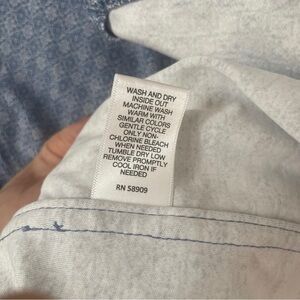 WASH AND DRY
INSIDE OUT
MACHINE WASH
WARM WITH
SIMILAR COLORS
GENTLE CYCLE
ONLY NON-
CHLORINE BLEACH
WHEN NEEDED
TUMBLE DRY LOW
REMOVE PROMPTLY
COOL IRON IF
NEEDED
RN 58909